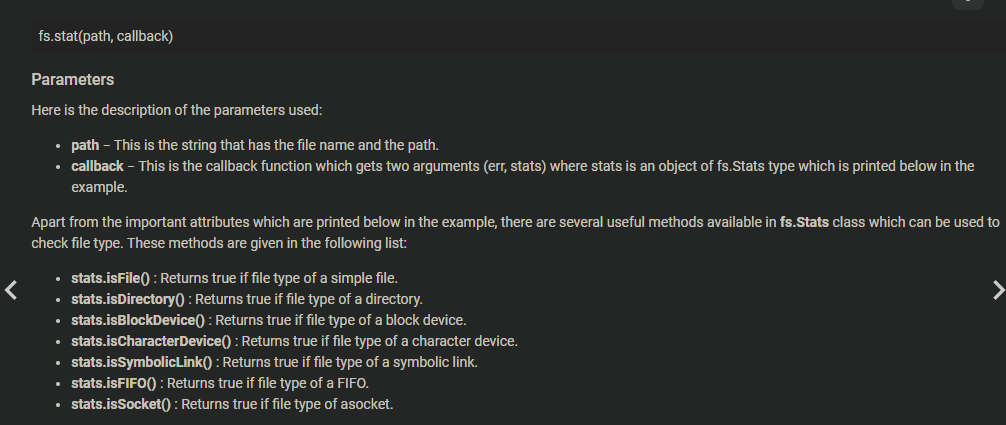 fs.stat(path, callback)
Parameters
Here is the description of the parameters used:
• path – This is the string that has the file name and the path.
• callback – This is the callback function which gets two arguments (err, stats) where stats is an object of fs.Stats type which is printed below in the
example.
Apart from the important attributes which are printed below in the example, there are several useful methods available in fs.Stats class which can be used to
check file type. These methods are given in the following list:
• stats.isFile() : Returns true if file type of a simple file.
• stats.isDirectory() : Returns true if file type of a directory.
• stats.isBlockDevice() : Returns true if file type of a block device.
• stats.isCharacterDevice() : Returns true if file type of a character device.
• stats.isSymbolicLink() : Returns true if file type of a symbolic link.
• stats.isFIFO() : Returns true if file type of a FIFO.
• stats.isSocket() : Returns true if file type of asocket.